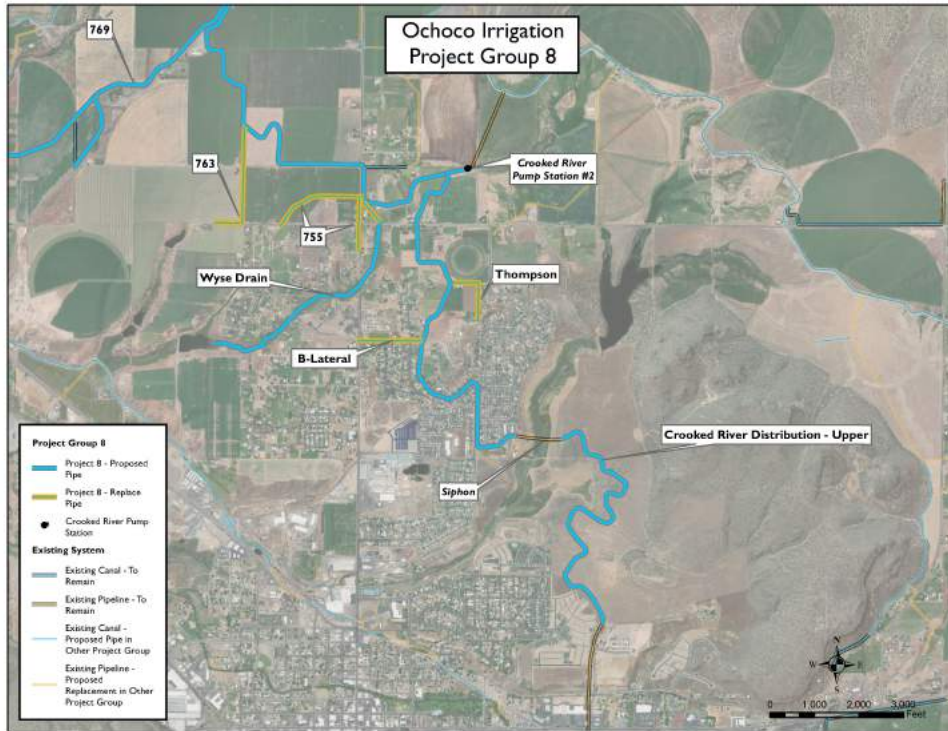 Ochoco Irrigation
Project Group 8
769
763
Crooked River
Pump Station #2
755
Wyse Drain
Thompson
B-Lateral
Crooked River Distribution - Upper
Siphon
Project Group 8
Project 8 - Proposed
Pipe
Project 8 - Replace
Pipe
Crooked River Pump
Station
Existing System
Existing Canal - To
Remain
Existing Pipeline - To
Remain
Existing Canal -
Proposed Pipe in
Other Project Group
Existing Pipeline -
Proposed
Replacement in Other
Project Group
N
W E
S
0 1,000 2,000 3,000
Feet